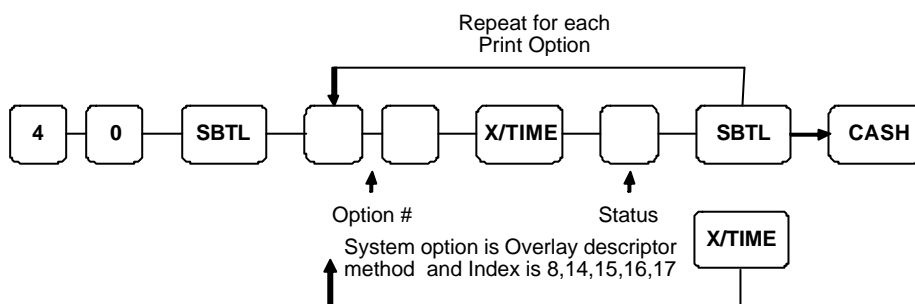 Repeat for each
Print Option
4 0 SBTL X/TIME SBTL CASH
Option # Status
X/TIME
System option is Overlay descriptor
method and Index is 8,14,15,16,17